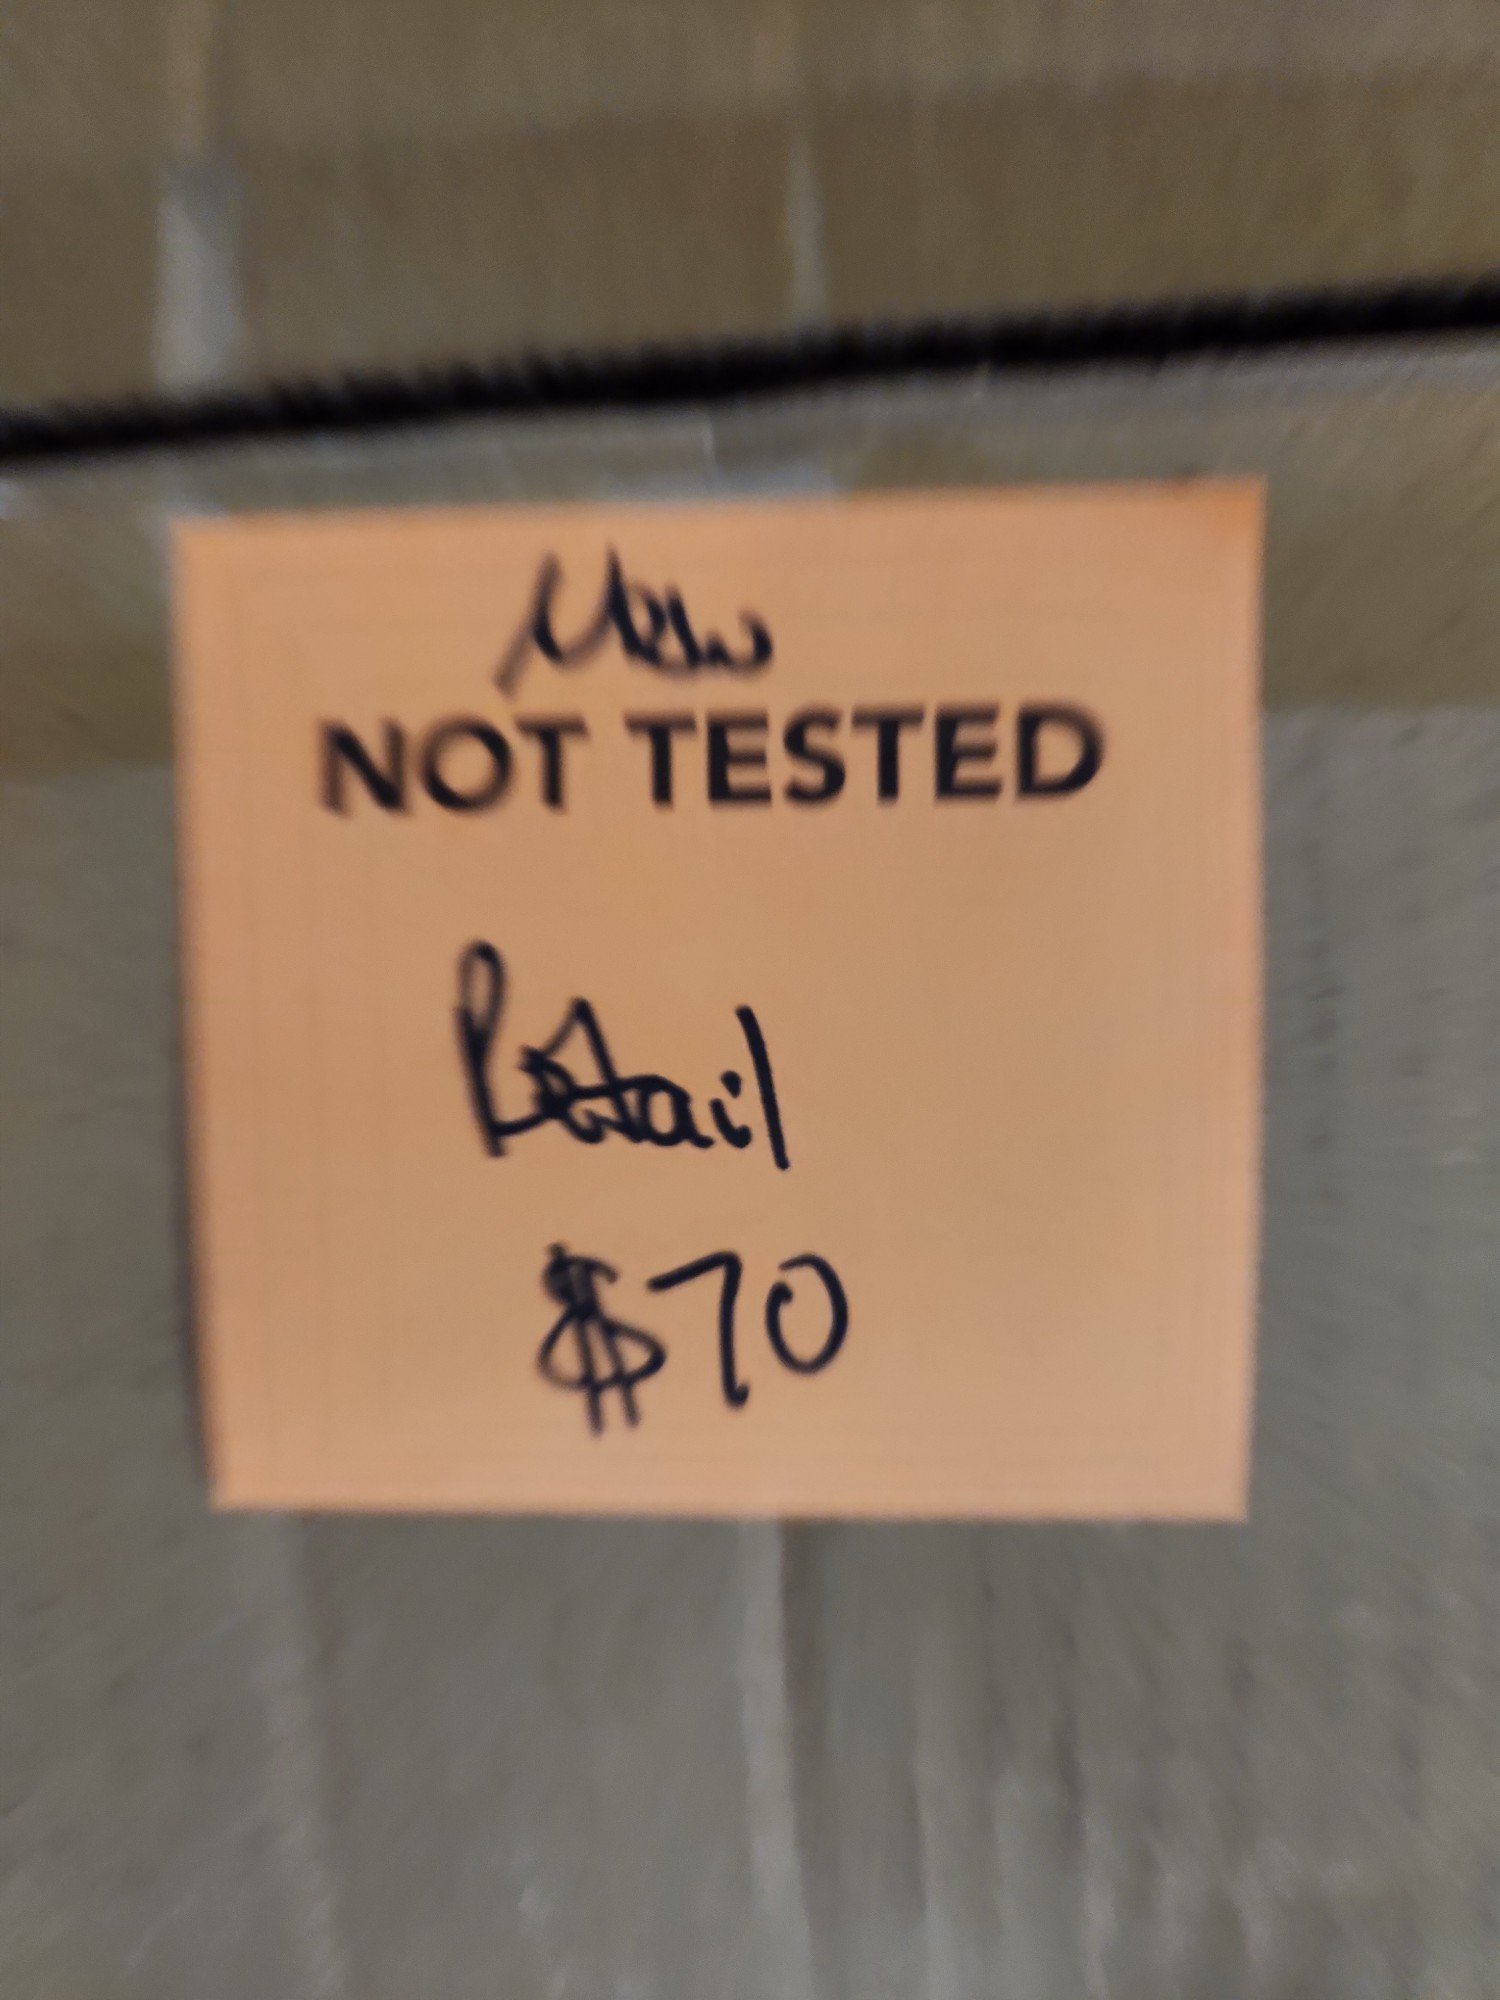 New
NOT TESTED
Retail
$70